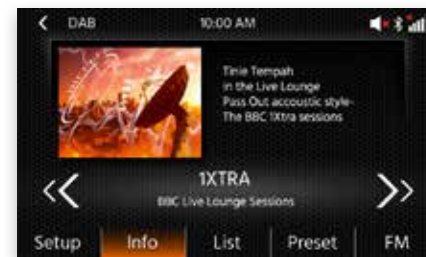 DAB 10:00 AM
Tinie Tempah
in the Live Lounge
Pass Out accoustic style-
The BBC 1Xtra sessions
1XTRA
BBC Live Lounge Sessions
Setup Info List Preset FM